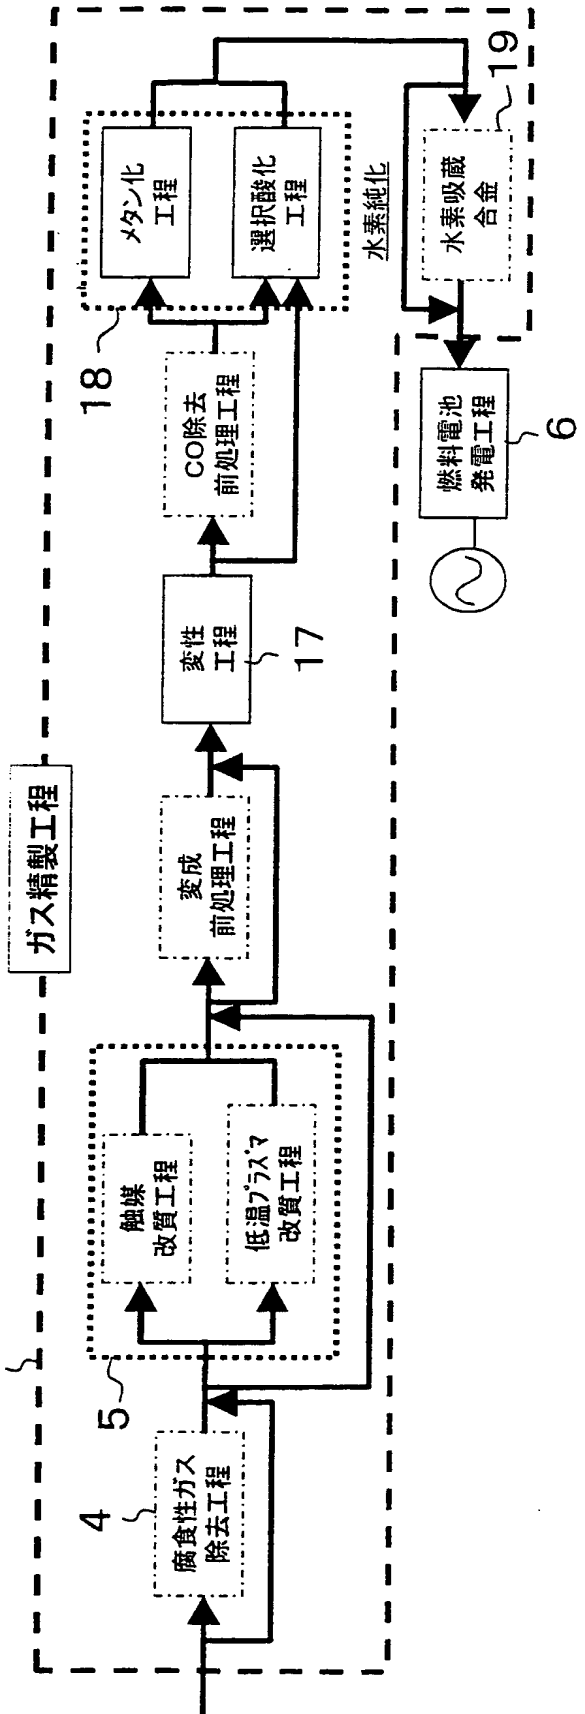 ガス精製工程
4
腐食性ガス
除去工程
5
触媒
改質工程
低温プラズマ
改質工程
変成
前処理工程
変性
工程
17
CO除去
前処理工程
18
メタン化
工程
選択酸化
工程
水素純化
水素吸蔵
合金
19
燃料電池
発電工程
6